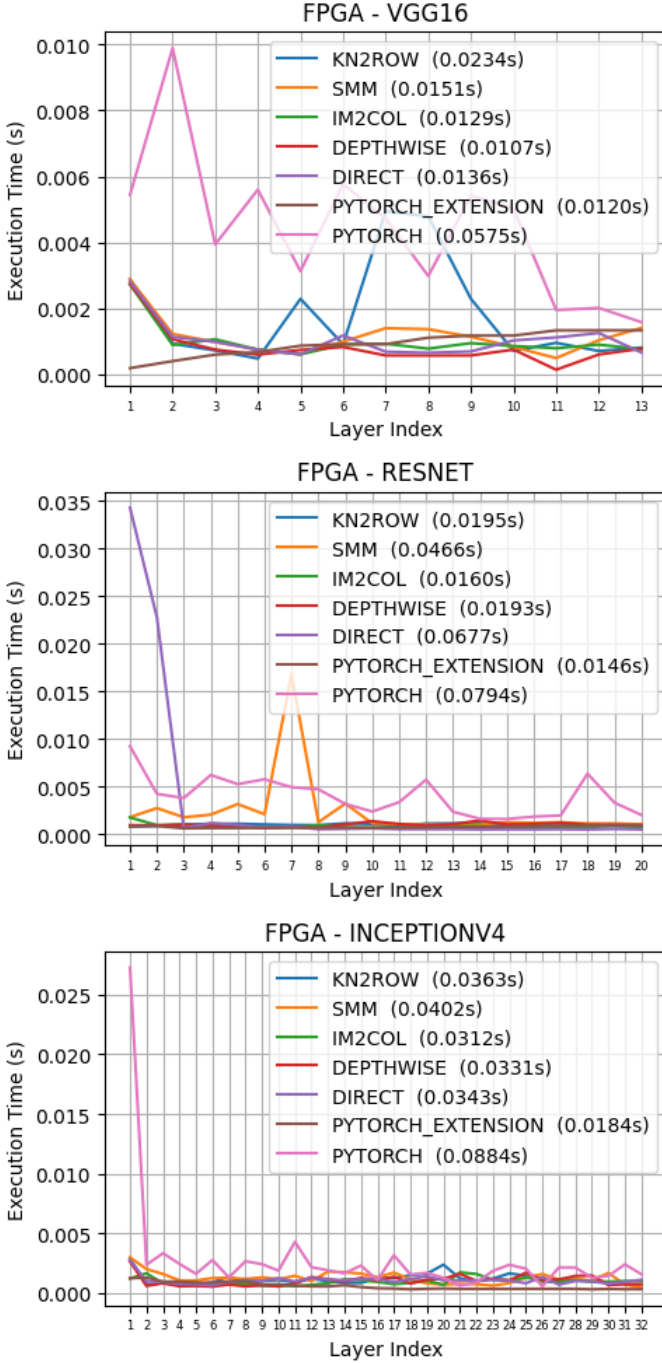 FPGA - VGG16
0.010
0.008
0.006
0.004
0.002
0.000
Execution Time (s)
KN2ROW (0.0234s)
SMM (0.0151s)
IM2COL (0.0129s)
DEPTHWISE (0.0107s)
DIRECT (0.0136s)
PYTORCH_EXTENSION (0.0120s)
PYTORCH (0.0575s)
1 2 3 4 5 6 7 8 9 10 11 12 13
Layer Index
FPGA - RESNET
0.035
0.030
0.025
0.020
0.015
0.010
0.005
0.000
Execution Time (s)
KN2ROW (0.0195s)
SMM (0.0466s)
IM2COL (0.0160s)
DEPTHWISE (0.0193s)
DIRECT (0.0677s)
PYTORCH_EXTENSION (0.0146s)
PYTORCH (0.0794s)
1 2 3 4 5 6 7 8 9 10 11 12 13 14 15 16 17 18 19 20
Layer Index
FPGA - INCEPTIONV4
0.025
0.020
0.015
0.010
0.005
0.000
Execution Time (s)
KN2ROW (0.0363s)
SMM (0.0402s)
IM2COL (0.0312s)
DEPTHWISE (0.0331s)
DIRECT (0.0343s)
PYTORCH_EXTENSION (0.0184s)
PYTORCH (0.0884s)
1 2 3 4 5 6 7 8 9 10 11 12 13 14 15 16 17 18 19 20 21 22 23 24 25 26 27 28 29 30 31 32
Layer Index